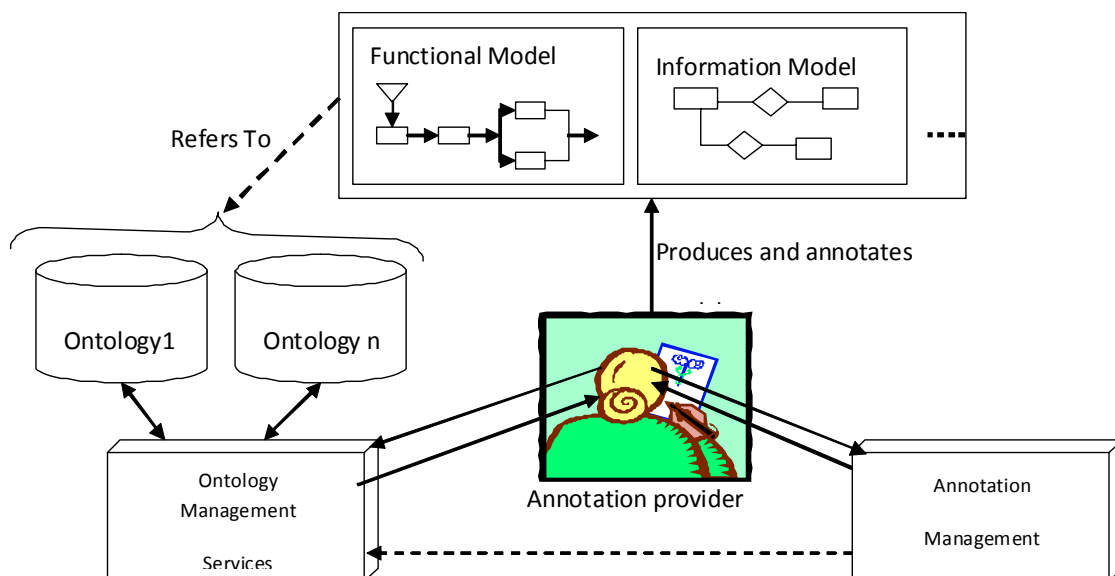 Functional Model
Information Model
Refers To
Produces and annotates
Ontology1
Ontology n
Annotation provider
Ontology
Management
Services
Annotation
Management